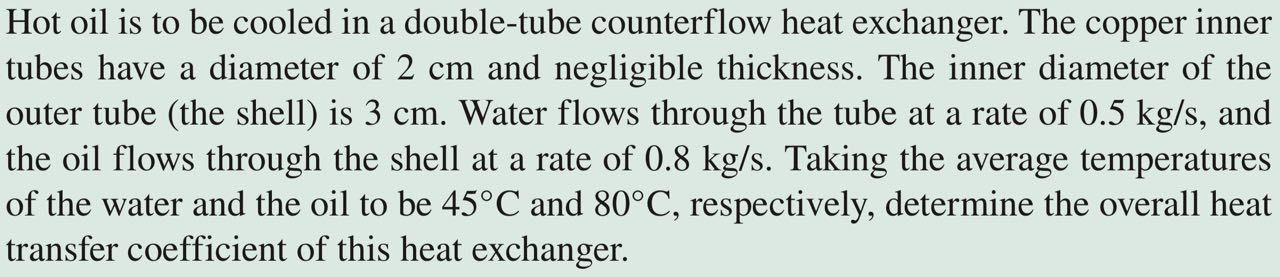 Hot oil is to be cooled in a double-tube counterflow heat exchanger. The copper inner
tubes have a diameter of 2 cm and negligible thickness. The inner diameter of the
outer tube (the shell) is 3 cm. Water flows through the tube at a rate of 0.5 kg/s, and
the oil flows through the shell at a rate of 0.8 kg/s. Taking the average temperatures
of the water and the oil to be 45°C and 80°C, respectively, determine the overall heat
transfer coefficient of this heat exchanger.